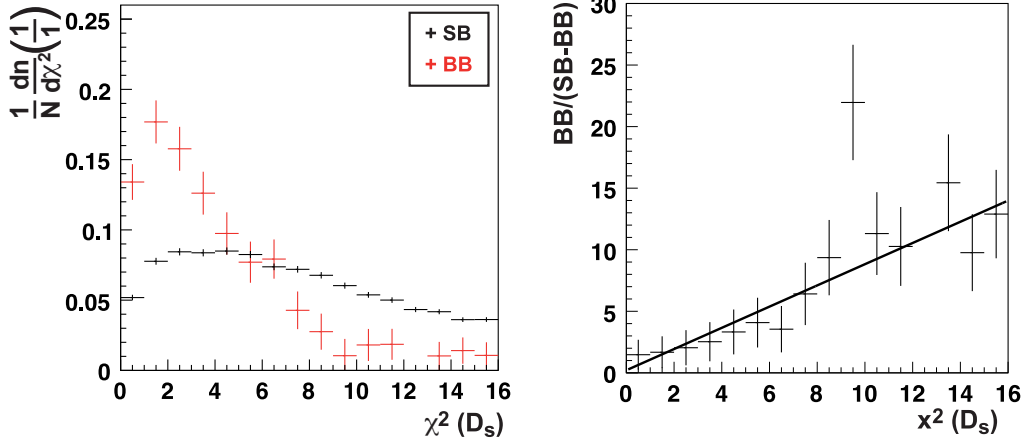 1/N dn/dχ² (1/1)
0.25
0.2
0.15
0.1
0.05
0
+ SB
+ BB
0 2 4 6 8 10 12 14 16
χ² (Dₛ)
BB/(SB-BB)
30
25
20
15
10
5
0
0 2 4 6 8 10 12 14 16
x² (Dₛ)